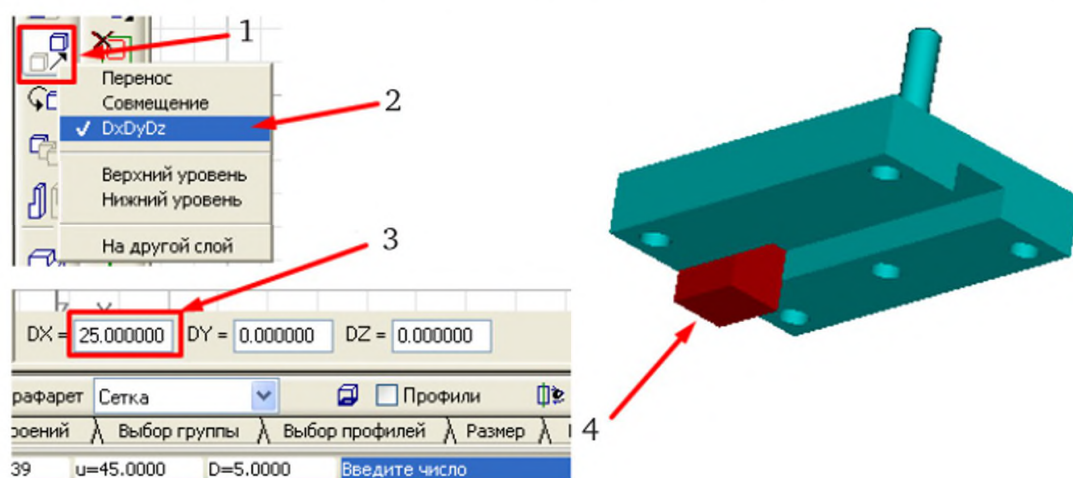 1
Перенос
Совмещение
DxDyDz
2
Верхний уровень
Нижний уровень
На другой слой
3
DX = 25.000000 DY = 0.000000 DZ = 0.000000
рафарет Сетка Профили
роений Выбор группы Выбор профилей Размер
4
39 u=45.0000 D=5.0000 Введите число